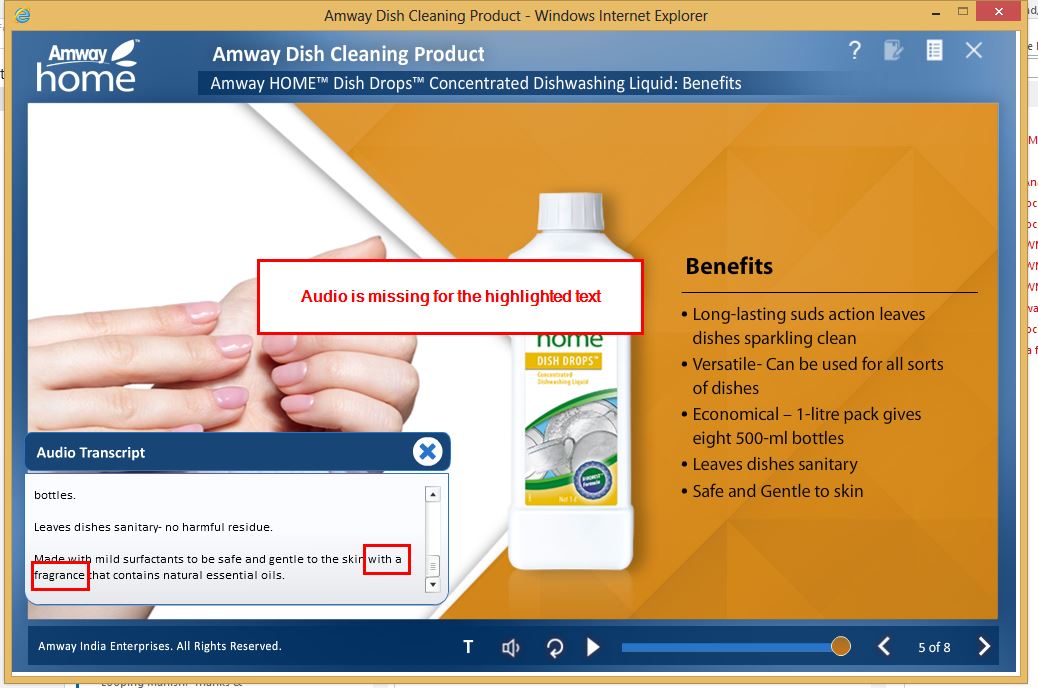 Amway Dish Cleaning Product - Windows Internet Explorer
Amway™
home
Amway Dish Cleaning Product
Amway HOME™ Dish Drops™ Concentrated Dishwashing Liquid: Benefits
?
Audio is missing for the highlighted text
home
DISH DROPS™
Concentrated
Dishwashing Liquid
Benefits
• Long-lasting suds action leaves
dishes sparkling clean
• Versatile- Can be used for all sorts
of dishes
• Economical – 1-litre pack gives
eight 500-ml bottles
• Leaves dishes sanitary
• Safe and Gentle to skin
Audio Transcript
bottles.
Leaves dishes sanitary- no harmful residue.
Made with mild surfactants to be safe and gentle to the skin with a
fragrance that contains natural essential oils.
Amway India Enterprises. All Rights Reserved.
T
5 of 8